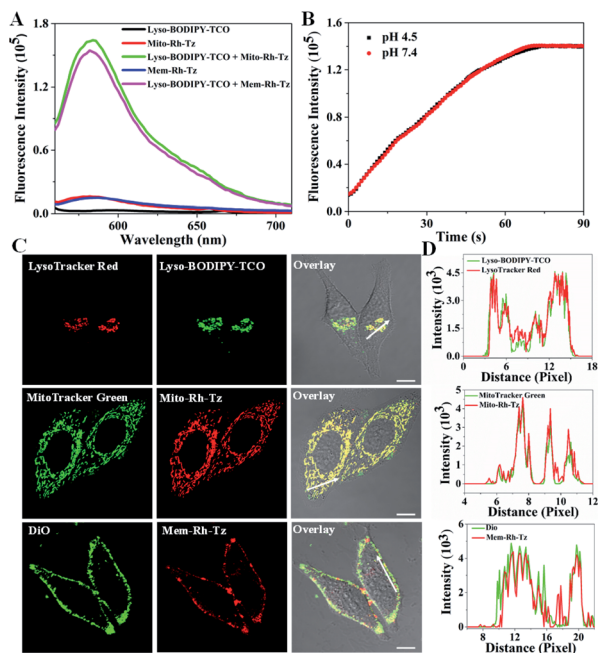 A
Fluorescence Intensity (10⁵)
1.8
1.2
0.6
0.0
Lyso-BODIPY-TCO
Mito-Rh-Tz
Lyso-BODIPY-TCO + Mito-Rh-Tz
Mem-Rh-Tz
Lyso-BODIPY-TCO + Mem-Rh-Tz
600 650 700
Wavelength (nm)
B
Fluorescence Intensity (10⁵)
1.6
1.2
0.8
0.4
0.0
pH 4.5
pH 7.4
0 30 60 90
Time (s)
C
LysoTracker Red
Lyso-BODIPY-TCO
Overlay
MitoTracker Green
Mito-Rh-Tz
Overlay
DiO
Mem-Rh-Tz
Overlay
D
Intensity (10³)
4.5
3.0
1.5
0.0
Lyso-BODIPY-TCO
LysoTracker Red
0 6 12 18
Distance (Pixel)
Intensity (10³)
5
4
3
2
1
0
MitoTracker Green
Mito-Rh-Tz
4 6 8 10 12
Distance (Pixel)
Intensity (10³)
6
4
2
0
Dio
Mem-Rh-Tz
8 12 16 20
Distance (Pixel)